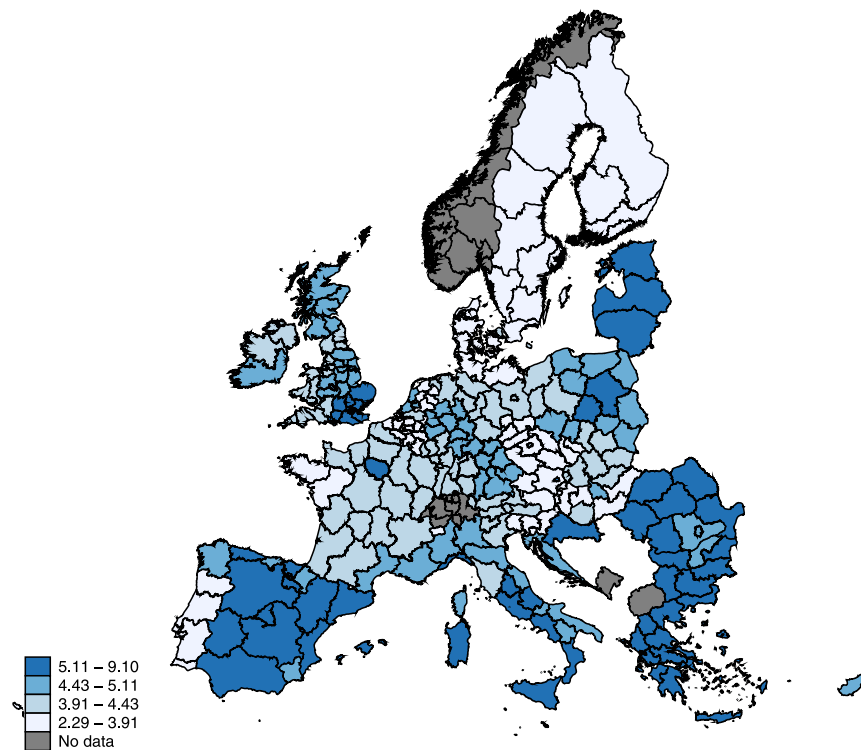 5.11 – 9.10
4.43 – 5.11
3.91 – 4.43
2.29 – 3.91
No data